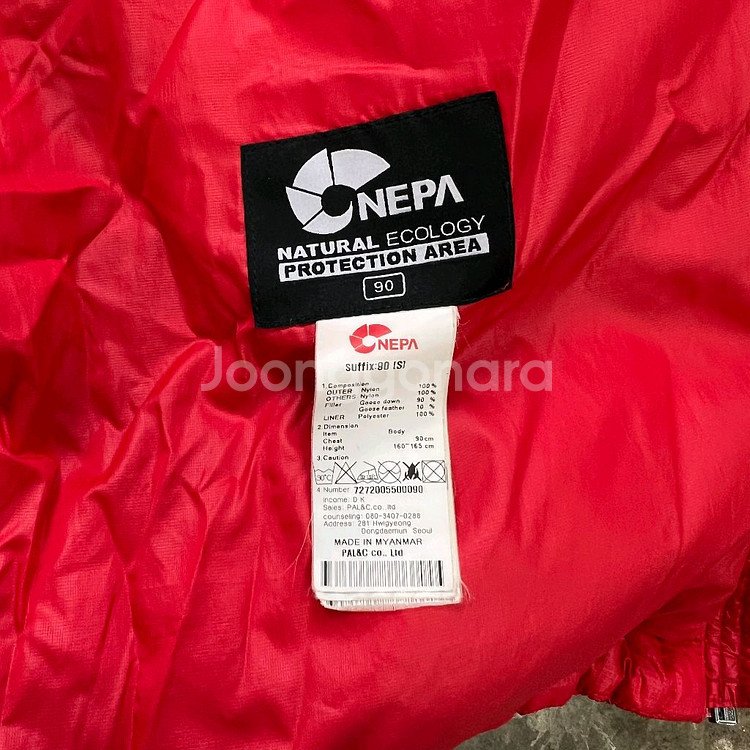 NEPA
NATURAL ECOLOGY
PROTECTION AREA
90
NEPA
Suffix:90 (S)
Joonggonara
1.Composition 100%
OUTER Nylon 100%
OTHERS Nylon 100%
Filler Goose down 90 %
Goose feather 10 %
LINER Polyester 100%
2 Dimension
Item Body
Chest 90cm
Height 160~165 cm
3.Caution
30°C
4 Number 7272005500090
Income: D K
Sales: PAL&C.co.,ltd
counseling: 080-3407-0288
Address: 281 Hwigyeong
Dongdaemun Seoul
MADE IN MYANMAR
PAL&C co., Ltd